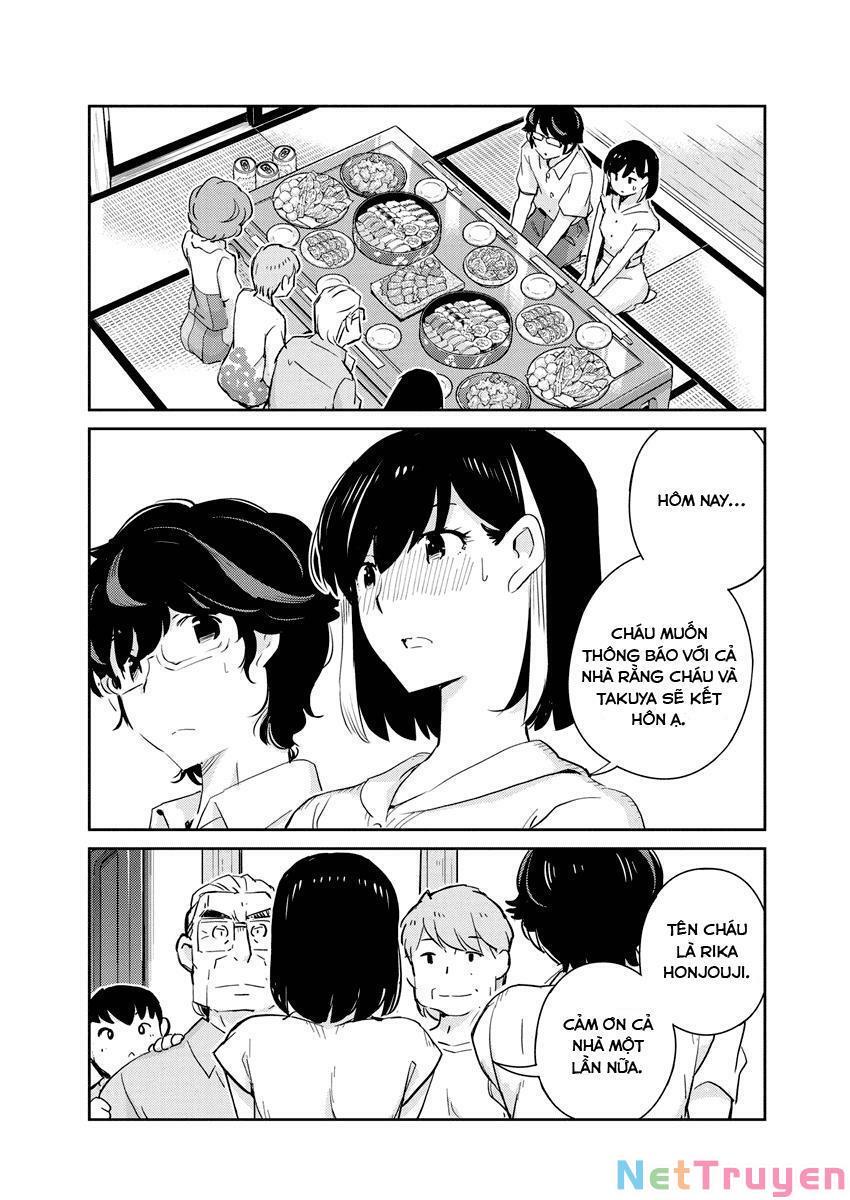 HÔM NAY...
CHÁU MUỐN
THÔNG BÁO VỚI CẢ
NHÀ RẰNG CHÁU VÀ
TAKUYA SẼ KẾT
HÔN Ạ.
TÊN CHÁU
LÀ RIKA
HONJOUJI.
CẢM ƠN CẢ
NHÀ MỘT
LẦN NỮA.
NetTruyen